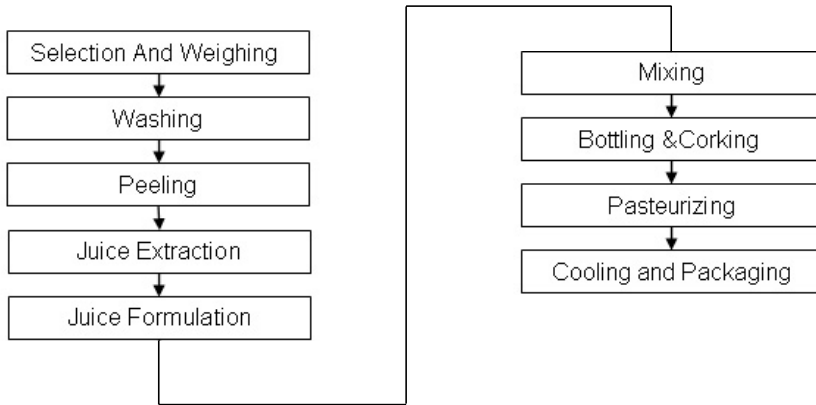 Selection And Weighing
Washing
Peeling
Juice Extraction
Juice Formulation
Mixing
Bottling &Corking
Pasteurizing
Cooling and Packaging